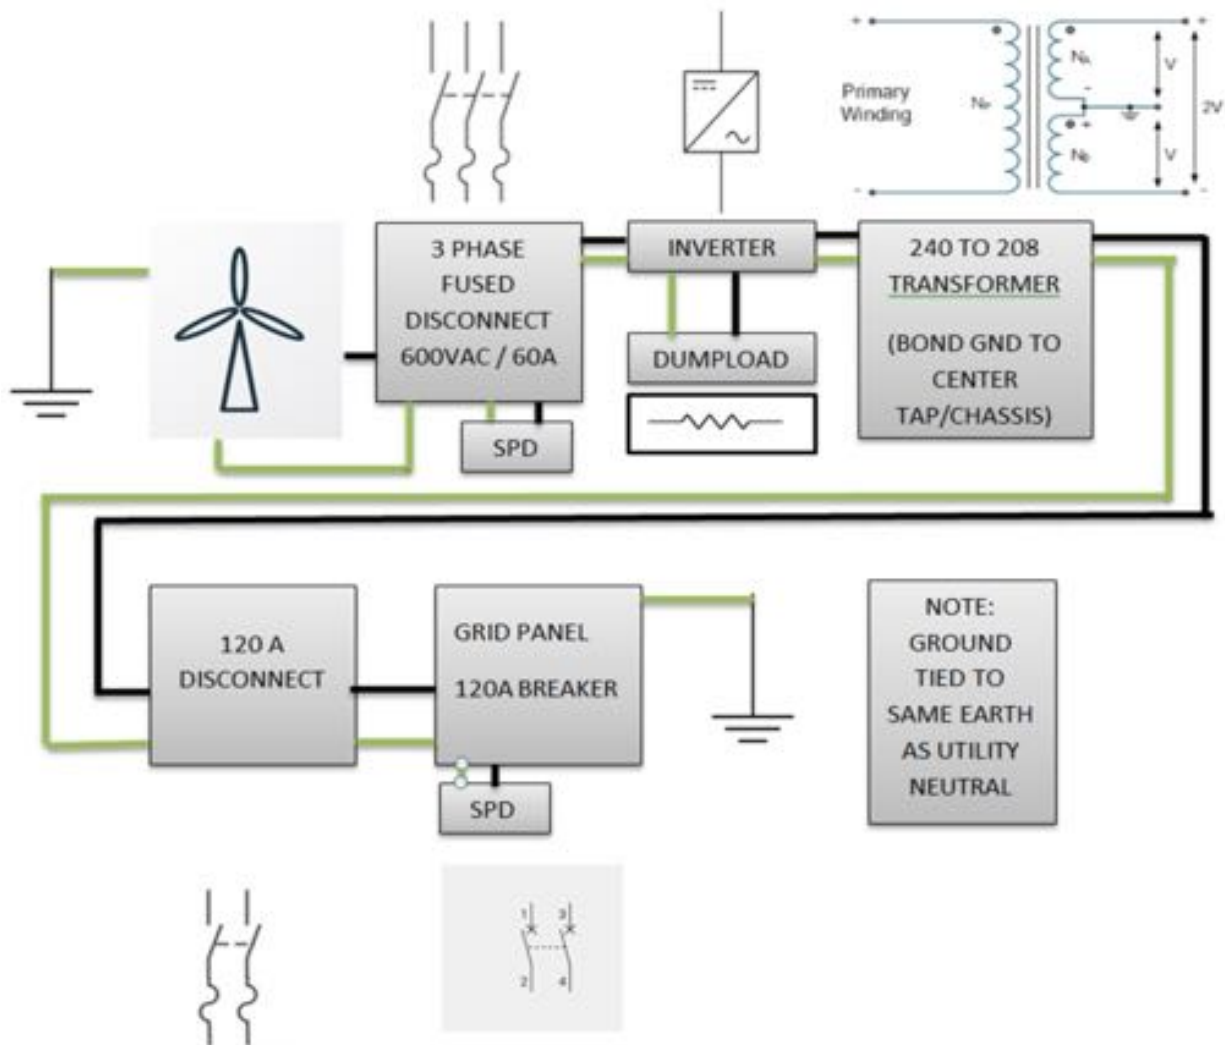 +
+
Primary
Winding
Np
NA
V
-
2V
+
NB
V
-
-
3 PHASE
FUSED
DISCONNECT
600VAC / 60A
INVERTER
240 TO 208
TRANSFORMER
(BOND GND TO
CENTER
TAP/CHASSIS)
DUMPLOAD
SPD
120 A
DISCONNECT
GRID PANEL
120A BREAKER
NOTE:
GROUND
TIED TO
SAME EARTH
AS UTILITY
NEUTRAL
SPD
1 3
2 4